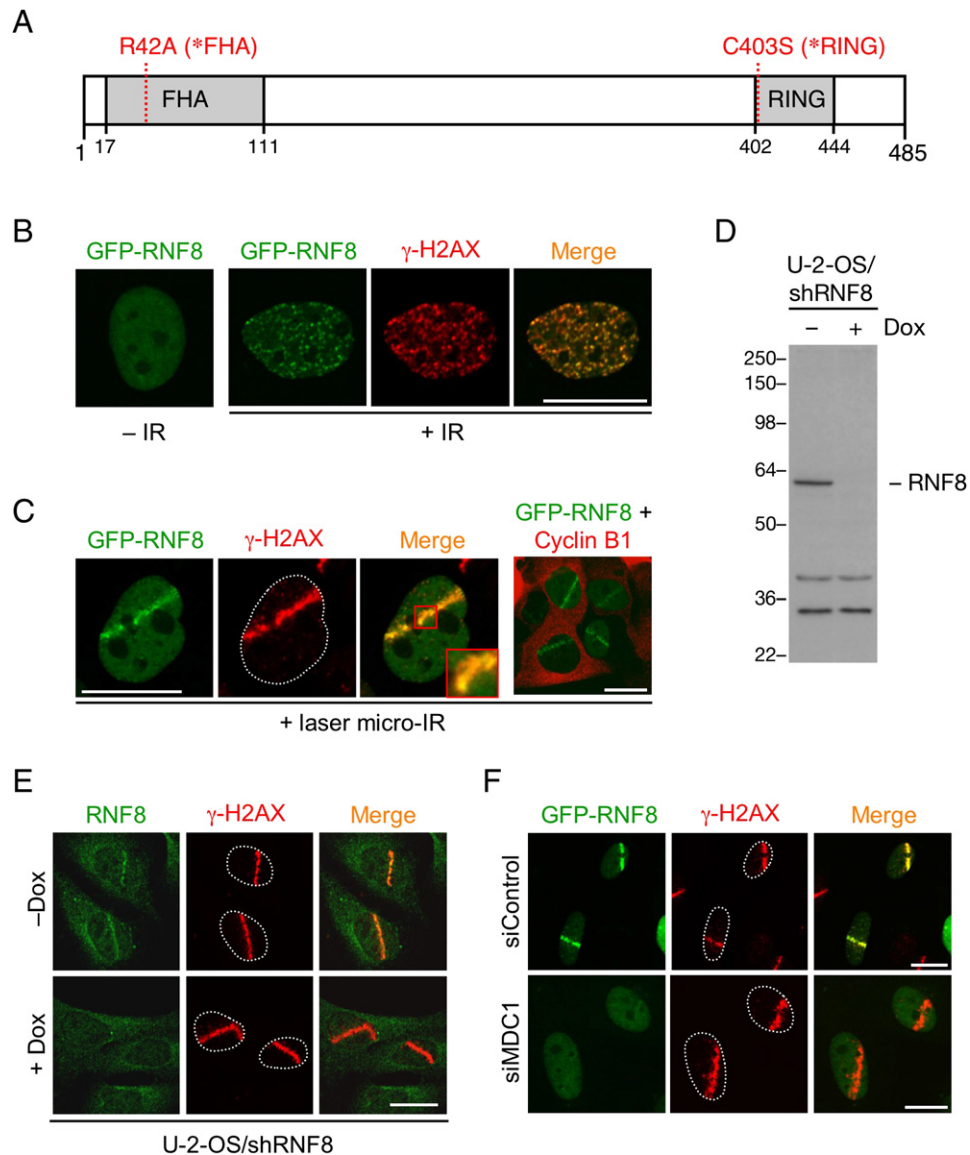 A
R42A (*FHA)
C403S (*RING)
FHA
RING
1
17
111
402
444
485
B
GFP-RNF8
GFP-RNF8
γ-H2AX
Merge
– IR
+ IR
C
GFP-RNF8
γ-H2AX
Merge
GFP-RNF8 +
Cyclin B1
+ laser micro-IR
D
U-2-OS/
shRNF8
– + Dox
250–
150–
98–
64–
– RNF8
50–
36–
22–
E
RNF8
γ-H2AX
Merge
–Dox
+ Dox
U-2-OS/shRNF8
F
GFP-RNF8
γ-H2AX
Merge
siControl
siMDC1